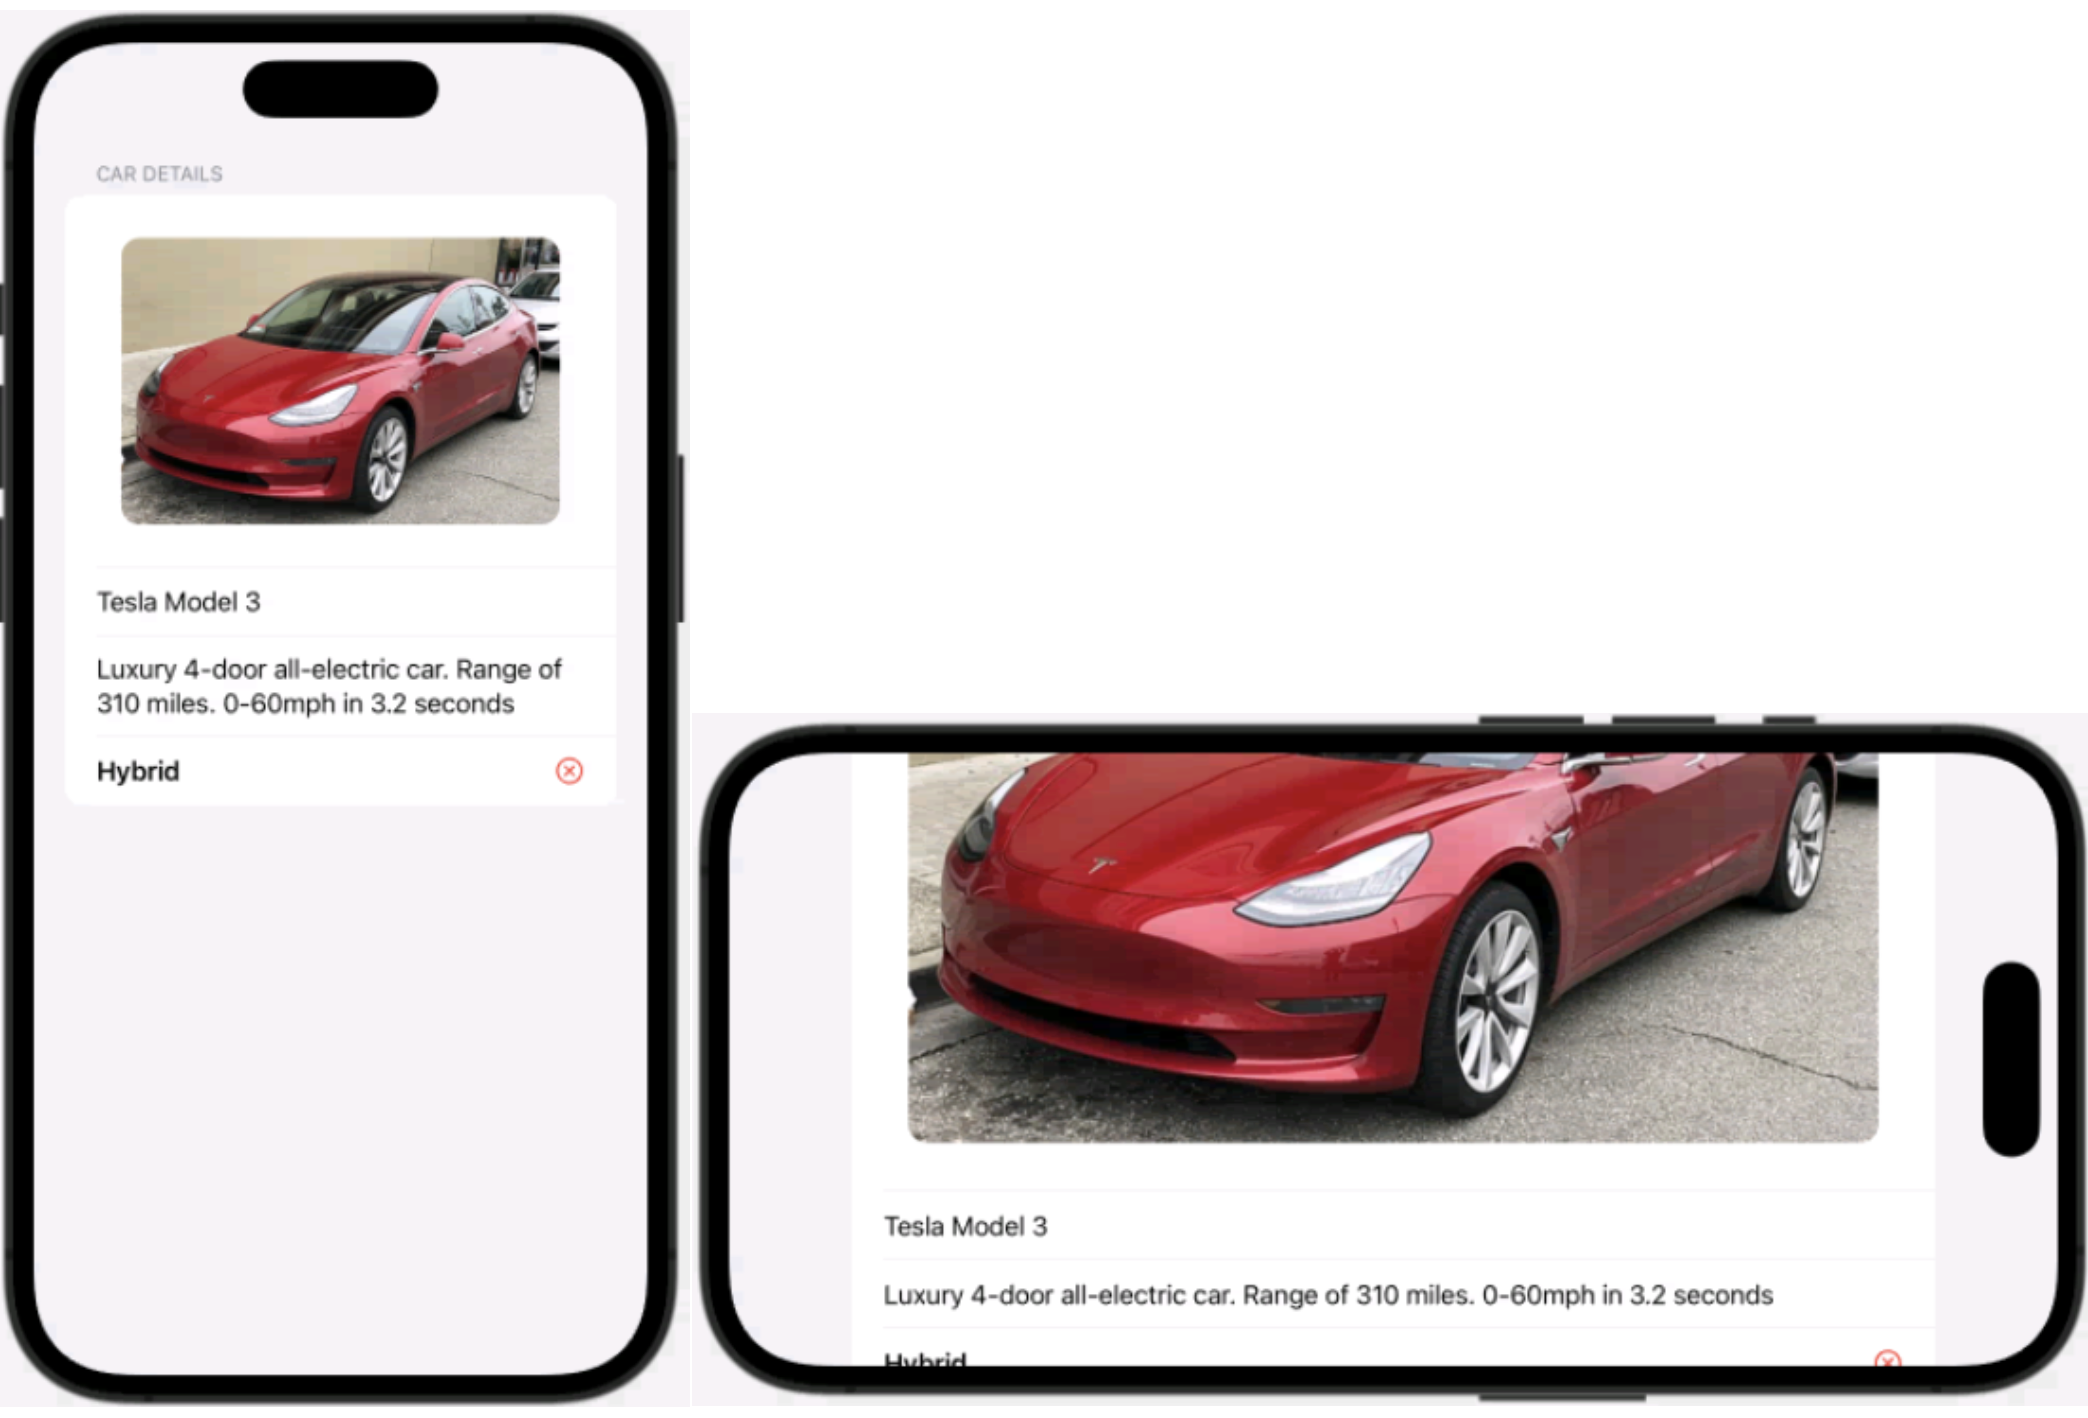 CAR DETAILS
Tesla Model 3
Luxury 4-door all-electric car. Range of
310 miles. 0-60mph in 3.2 seconds
Hybrid
Tesla Model 3
Luxury 4-door all-electric car. Range of 310 miles. 0-60mph in 3.2 seconds
Hybrid